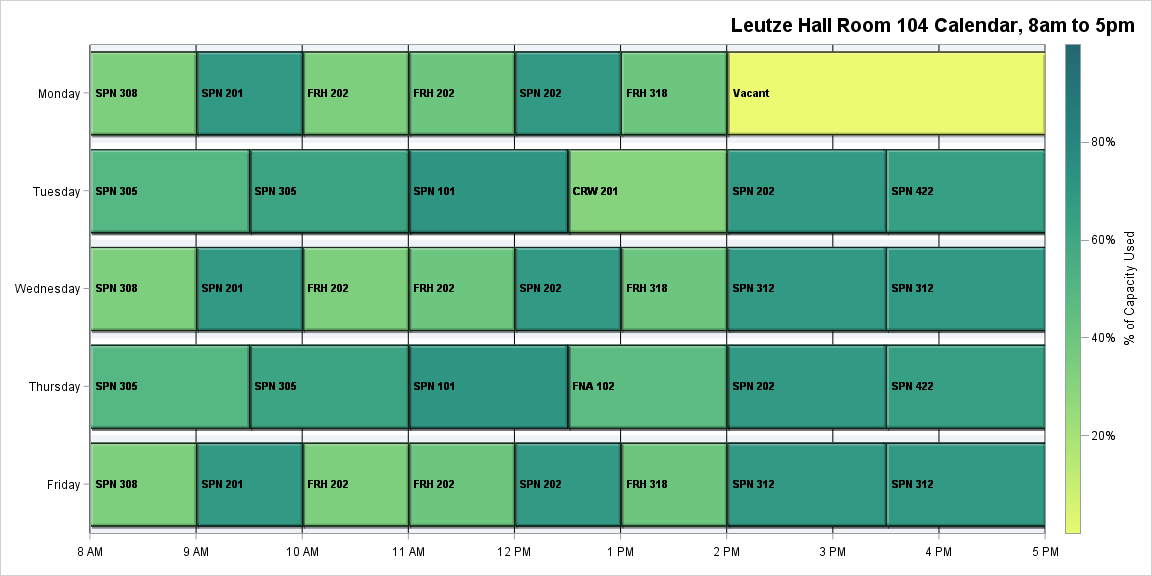 Leutze Hall Room 104 Calendar, 8am to 5pm
Monday
SPN 308
SPN 201
FRH 202
FRH 202
SPN 202
FRH 318
Vacant
Tuesday
SPN 305
SPN 305
SPN 101
CRW 201
SPN 202
SPN 422
Wednesday
SPN 308
SPN 201
FRH 202
FRH 202
SPN 202
FRH 318
SPN 312
SPN 312
Thursday
SPN 305
SPN 305
SPN 101
FNA 102
SPN 202
SPN 422
Friday
SPN 308
SPN 201
FRH 202
FRH 202
SPN 202
FRH 318
SPN 312
SPN 312
8 AM
9 AM
10 AM
11 AM
12 PM
1 PM
2 PM
3 PM
4 PM
5 PM
80%
60%
40%
20%
% of Capacity Used